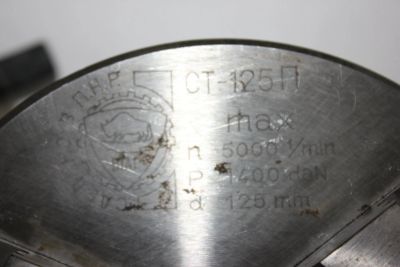 З П.Н.Р.
СТ-125П
max
n - 5000 1/min
P - 1400 daN
d - 125 mm